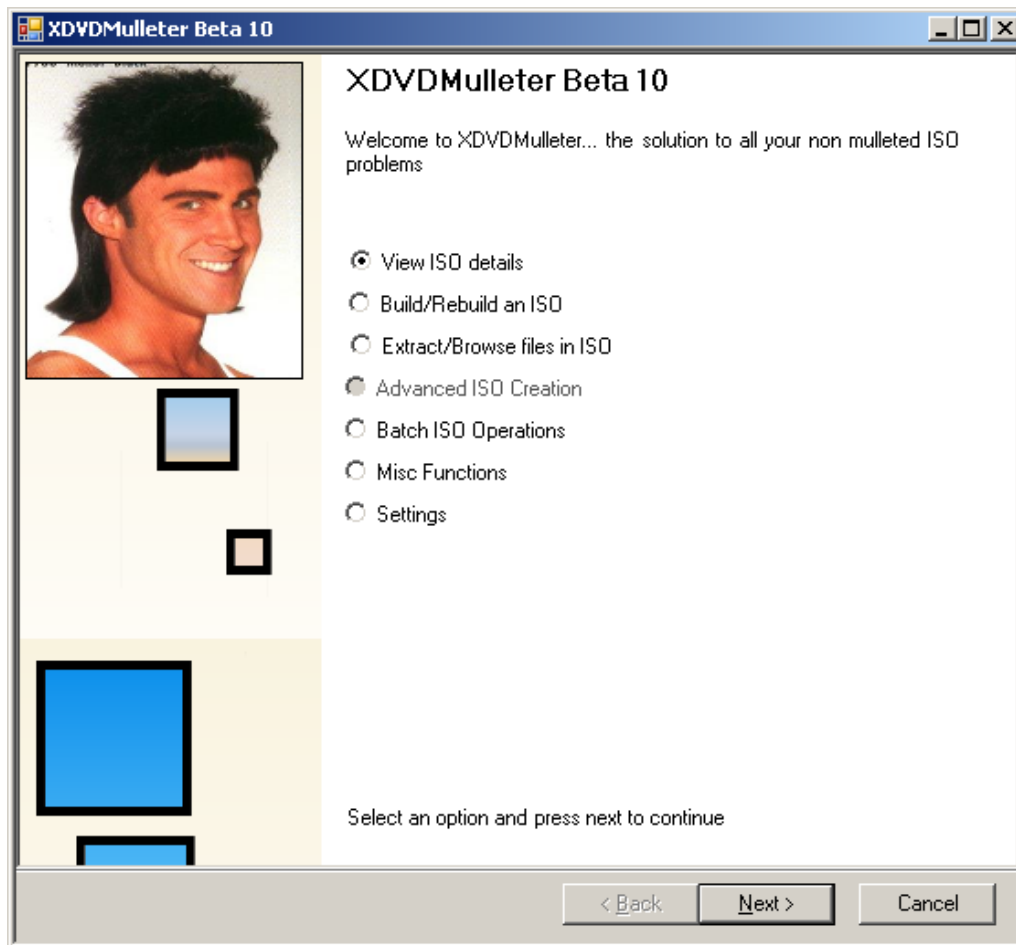 XDVDMulleter Beta 10
XDVDMulleter Beta 10
Welcome to XDVDMulleter... the solution to all your non mulleted ISO
problems
View ISO details
Build/Rebuild an ISO
Extract/Browse files in ISO
Advanced ISO Creation
Batch ISO Operations
Misc Functions
Settings
Select an option and press next to continue
< Back
Next >
Cancel